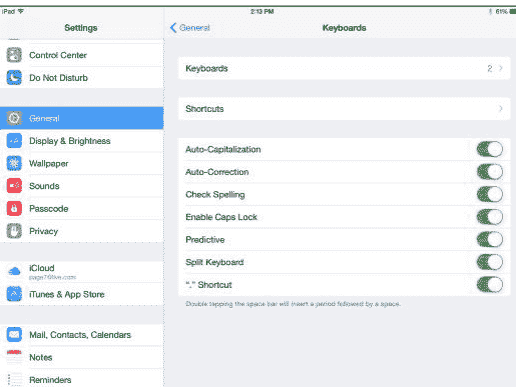 iPad
2:13 PM
61%
Settings
General
Keyboards
Control Center
Do Not Disturb
General
Display & Brightness
Wallpaper
Sounds
Passcode
Privacy
iCloud
iTunes & App Store
Mail, Contacts, Calendars
Notes
Reminders
Keyboards 2
Shortcuts
Auto-Capitalization
Auto-Correction
Check Spelling
Enable Caps Lock
Predictive
Split Keyboard
"." Shortcut
Double tapping the space bar will insert a period followed by a space.